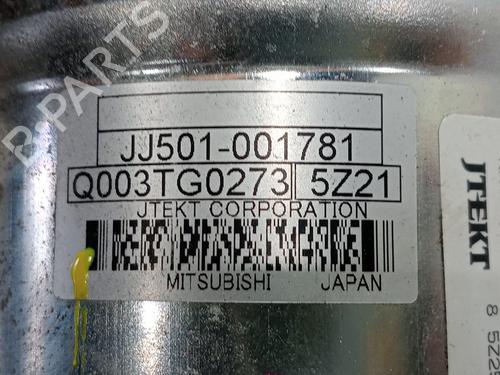 JJ501-001781
Q003TG0273 5Z21
JTEKT CORPORATION
MITSUBISHI JAPAN
JTEKT
B-PARTS